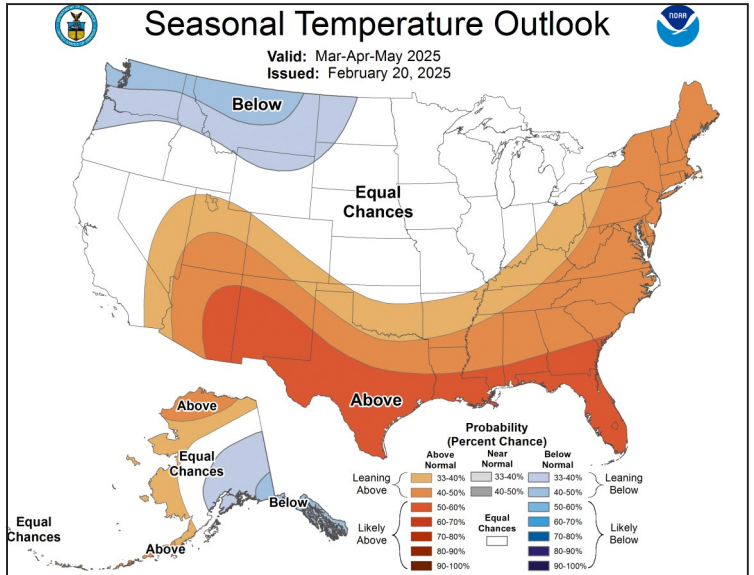 Seasonal Temperature Outlook
NOAA
Valid: Mar-Apr-May 2025
Issued: February 20, 2025
Below
Equal
Chances
Above
Above
Equal
Chances
Below
Equal
Chances
Above
Probability
(Percent Chance)
Above
Normal
Near
Normal
Below
Normal
Leaning
Above
33-40%
40-50%
50-60%
60-70%
70-80%
80-90%
90-100%
Likely
Above
33-40%
40-50%
Equal
Chances
33-40%
40-50%
50-60%
60-70%
70-80%
80-90%
90-100%
Leaning
Below
Likely
Below